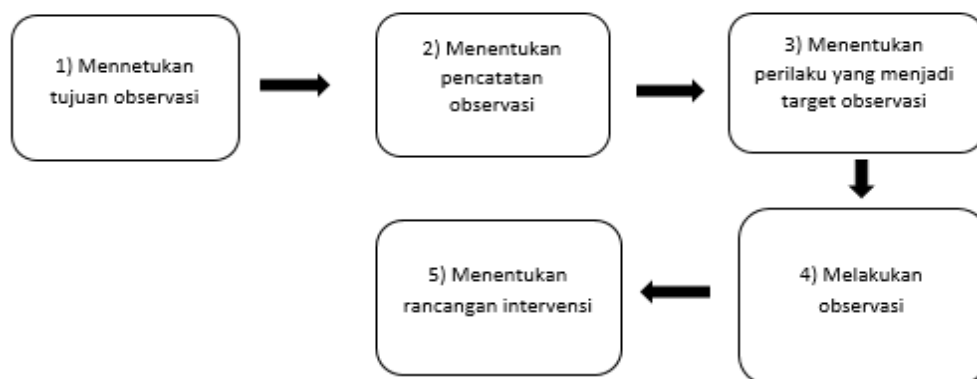 1) Mennetukan
tujuan observasi
2) Menentukan
pencatatan
observasi
3) Menentukan
perilaku yang menjadi
target observasi
4) Melakukan
observasi
5) Menentukan
rancangan intervensi